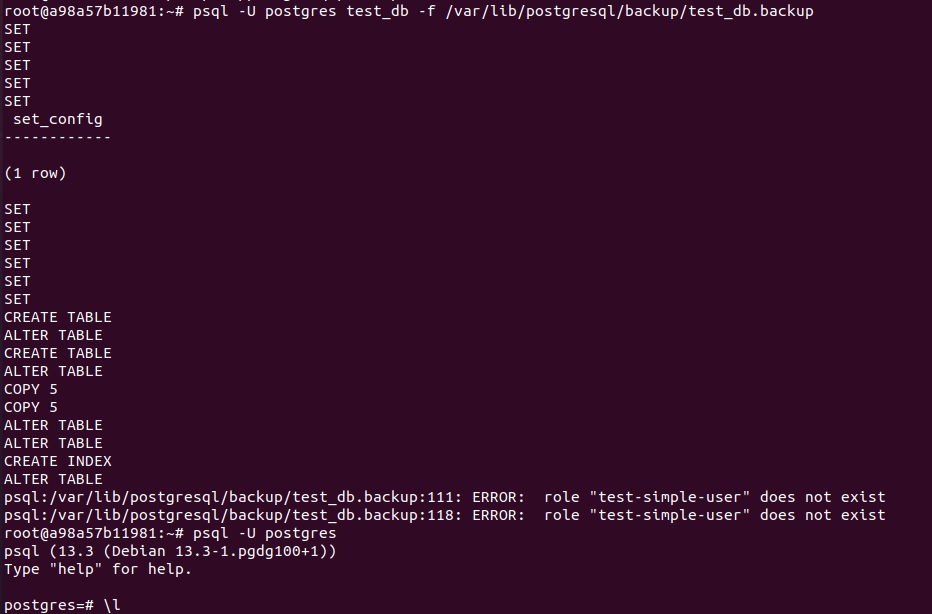 root@a98a57b11981:~# psql -U postgres test_db -f /var/lib/postgresql/backup/test_db.backup
SET
SET
SET
SET
SET
 set_config
------------

(1 row)

SET
SET
SET
SET
SET
SET
CREATE TABLE
ALTER TABLE
CREATE TABLE
ALTER TABLE
COPY 5
COPY 5
ALTER TABLE
ALTER TABLE
CREATE INDEX
ALTER TABLE
psql:/var/lib/postgresql/backup/test_db.backup:111: ERROR:  role "test-simple-user" does not exist
psql:/var/lib/postgresql/backup/test_db.backup:118: ERROR:  role "test-simple-user" does not exist
root@a98a57b11981:~# psql -U postgres
psql (13.3 (Debian 13.3-1.pgdg100+1))
Type "help" for help.

postgres=# \l